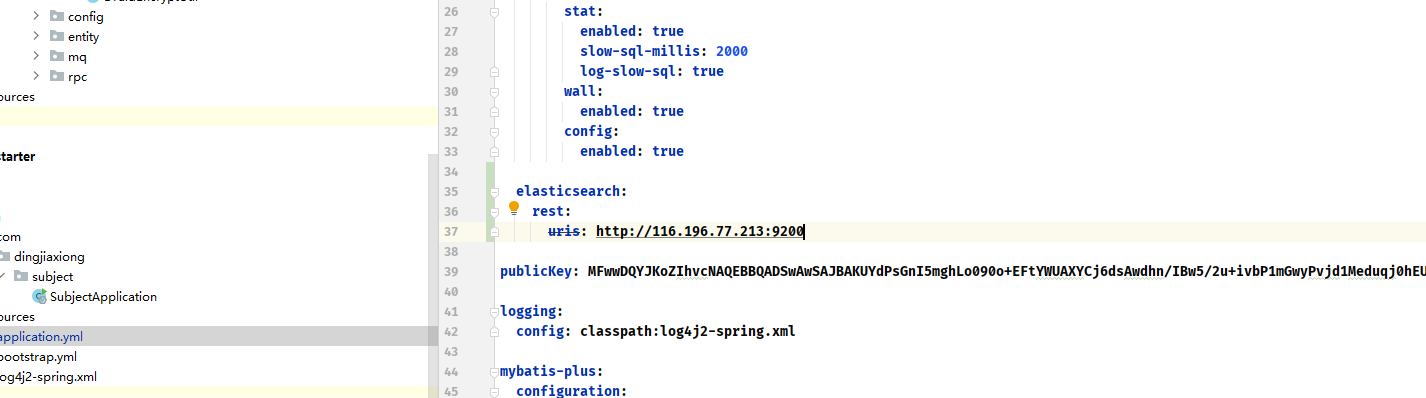 config
entity
mq
rpc
ources
starter
com
dingjiaxiong
subject
SubjectApplication
ources
application.yml
bootstrap.yml
log4j2-spring.xml
26 stat:
27 enabled: true
28 slow-sql-millis: 2000
29 log-slow-sql: true
30 wall:
31 enabled: true
32 config:
33 enabled: true
34
35 elasticsearch:
36 rest:
37 uris: http://116.196.77.213:9200
38
39 publicKey: MFwwDQYJKoZIhvcNAQEBBQADSwAwSAJBAKUYdPsGnI5mghLo090o+EFtYWUAXYCj6dsAwdhn/IBw5/2u+ivbP1mGwyPvjd1Meduqj0hEU
40
41 logging:
42 config: classpath:log4j2-spring.xml
43
44 mybatis-plus:
45 configuration: